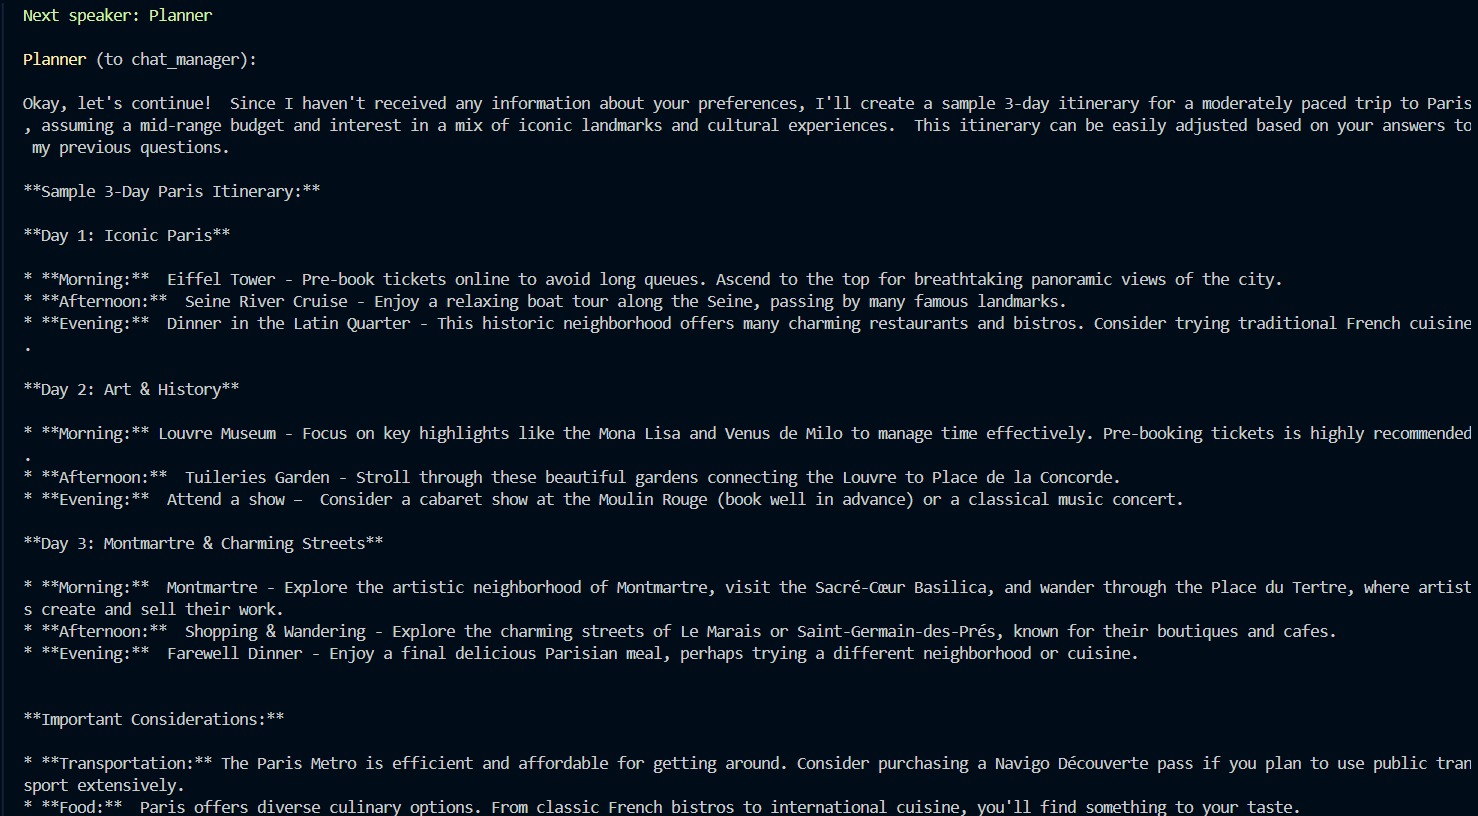 Next speaker: Planner
Planner (to chat_manager):
Okay, let's continue!  Since I haven't received any information about your preferences, I'll create a sample 3-day itinerary for a moderately paced trip to Paris
, assuming a mid-range budget and interest in a mix of iconic landmarks and cultural experiences.  This itinerary can be easily adjusted based on your answers to
my previous questions.
**Sample 3-Day Paris Itinerary:**
**Day 1: Iconic Paris**
* **Morning:**  Eiffel Tower - Pre-book tickets online to avoid long queues. Ascend to the top for breathtaking panoramic views of the city.
* **Afternoon:**  Seine River Cruise - Enjoy a relaxing boat tour along the Seine, passing by many famous landmarks.
* **Evening:**  Dinner in the Latin Quarter - This historic neighborhood offers many charming restaurants and bistros. Consider trying traditional French cuisine
.
**Day 2: Art & History**
* **Morning:** Louvre Museum - Focus on key highlights like the Mona Lisa and Venus de Milo to manage time effectively. Pre-booking tickets is highly recommended
.
* **Afternoon:**  Tuileries Garden - Stroll through these beautiful gardens connecting the Louvre to Place de la Concorde.
* **Evening:**  Attend a show –  Consider a cabaret show at the Moulin Rouge (book well in advance) or a classical music concert.
**Day 3: Montmartre & Charming Streets**
* **Morning:**  Montmartre - Explore the artistic neighborhood of Montmartre, visit the Sacré-Cœur Basilica, and wander through the Place du Tertre, where artist
s create and sell their work.
* **Afternoon:**  Shopping & Wandering - Explore the charming streets of Le Marais or Saint-Germain-des-Prés, known for their boutiques and cafes.
* **Evening:**  Farewell Dinner - Enjoy a final delicious Parisian meal, perhaps trying a different neighborhood or cuisine.
**Important Considerations:**
* **Transportation:** The Paris Metro is efficient and affordable for getting around. Consider purchasing a Navigo Découverte pass if you plan to use public tran
sport extensively.
* **Food:**  Paris offers diverse culinary options. From classic French bistros to international cuisine, you'll find something to your taste.